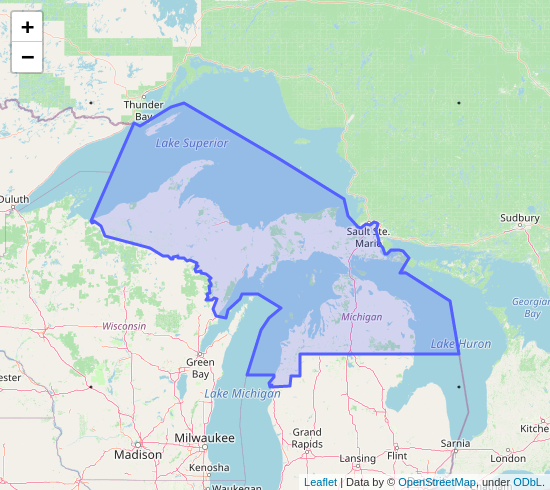 +
−
Thunder
Bay
Lake Superior
Duluth
Sault Ste.
Marie
Sudbury
Georgian
Bay
Wisconsin
Michigan
Lake Huron
Green
Bay
ester
Lake Michigan
Grand
Rapids
Kitche
Milwaukee
Madison
Lansing
Flint
Sarnia
London
Kenosha
Waukegan
Leaflet | Data by © OpenStreetMap, under ODbL.